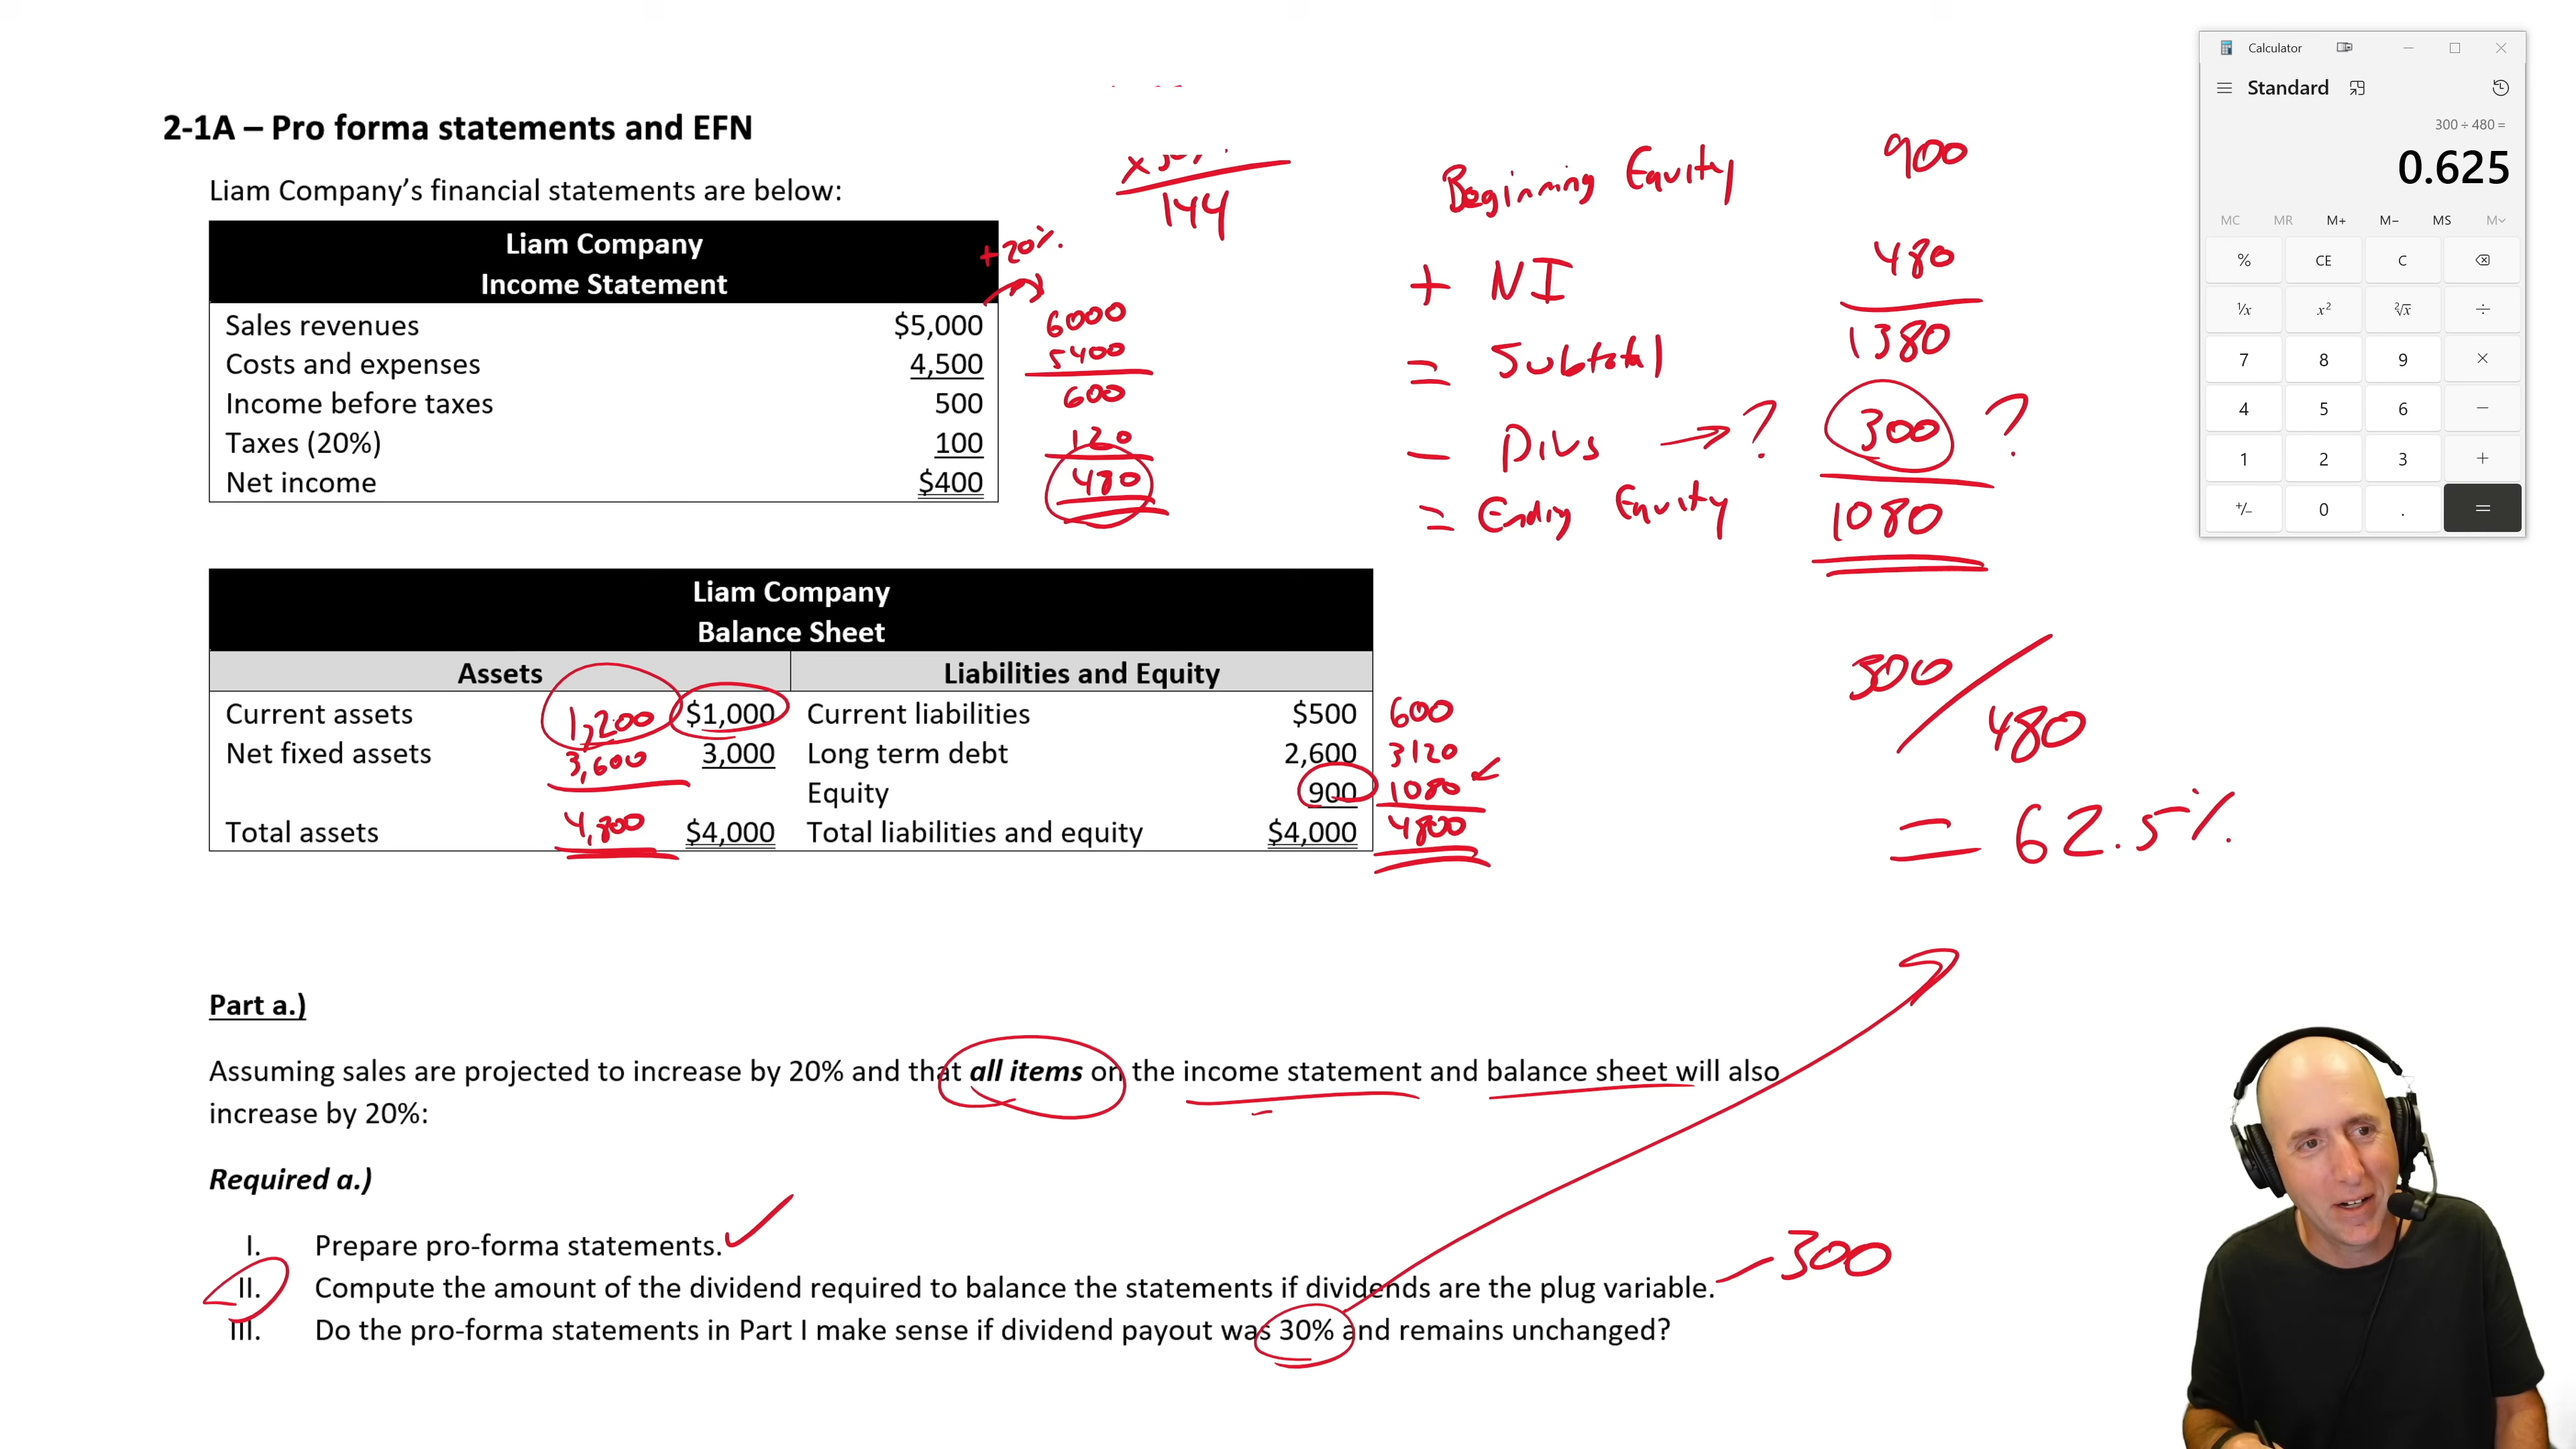 2-1A – Pro forma statements and EFN
Liam Company's financial statements are below:
Liam Company
Income Statement
+20%
Sales revenues $5,000 6000
Costs and expenses 4,500 5400
Income before taxes 500 600
Taxes (20%) 100 120
Net income $400 480
144
Beginning Equity 900
+ NI 480
= Subtotal 1380
– Divs → ? 300 ?
= Ending Equity 1080
Liam Company
Balance Sheet
Assets Liabilities and Equity
Current assets 1,200 $1,000 Current liabilities $500 600
Net fixed assets 3,600 3,000 Long term debt 2,600 3120
Equity 900 1080
Total assets 4,800 $4,000 Total liabilities and equity $4,000 4800
300/480
= 62.5%
Part a.)
Assuming sales are projected to increase by 20% and that all items on the income statement and balance sheet will also
increase by 20%:
Required a.)
I. Prepare pro-forma statements.
II. Compute the amount of the dividend required to balance the statements if dividends are the plug variable. – 300
III. Do the pro-forma statements in Part I make sense if dividend payout was 30% and remains unchanged?
Calculator
Standard
300 ÷ 480 =
0.625
MC MR M+ M− MS M˅
% CE C ⌫
¹/x x² ²√x ÷
7 8 9 ×
4 5 6 −
1 2 3 +
+/− 0 . =